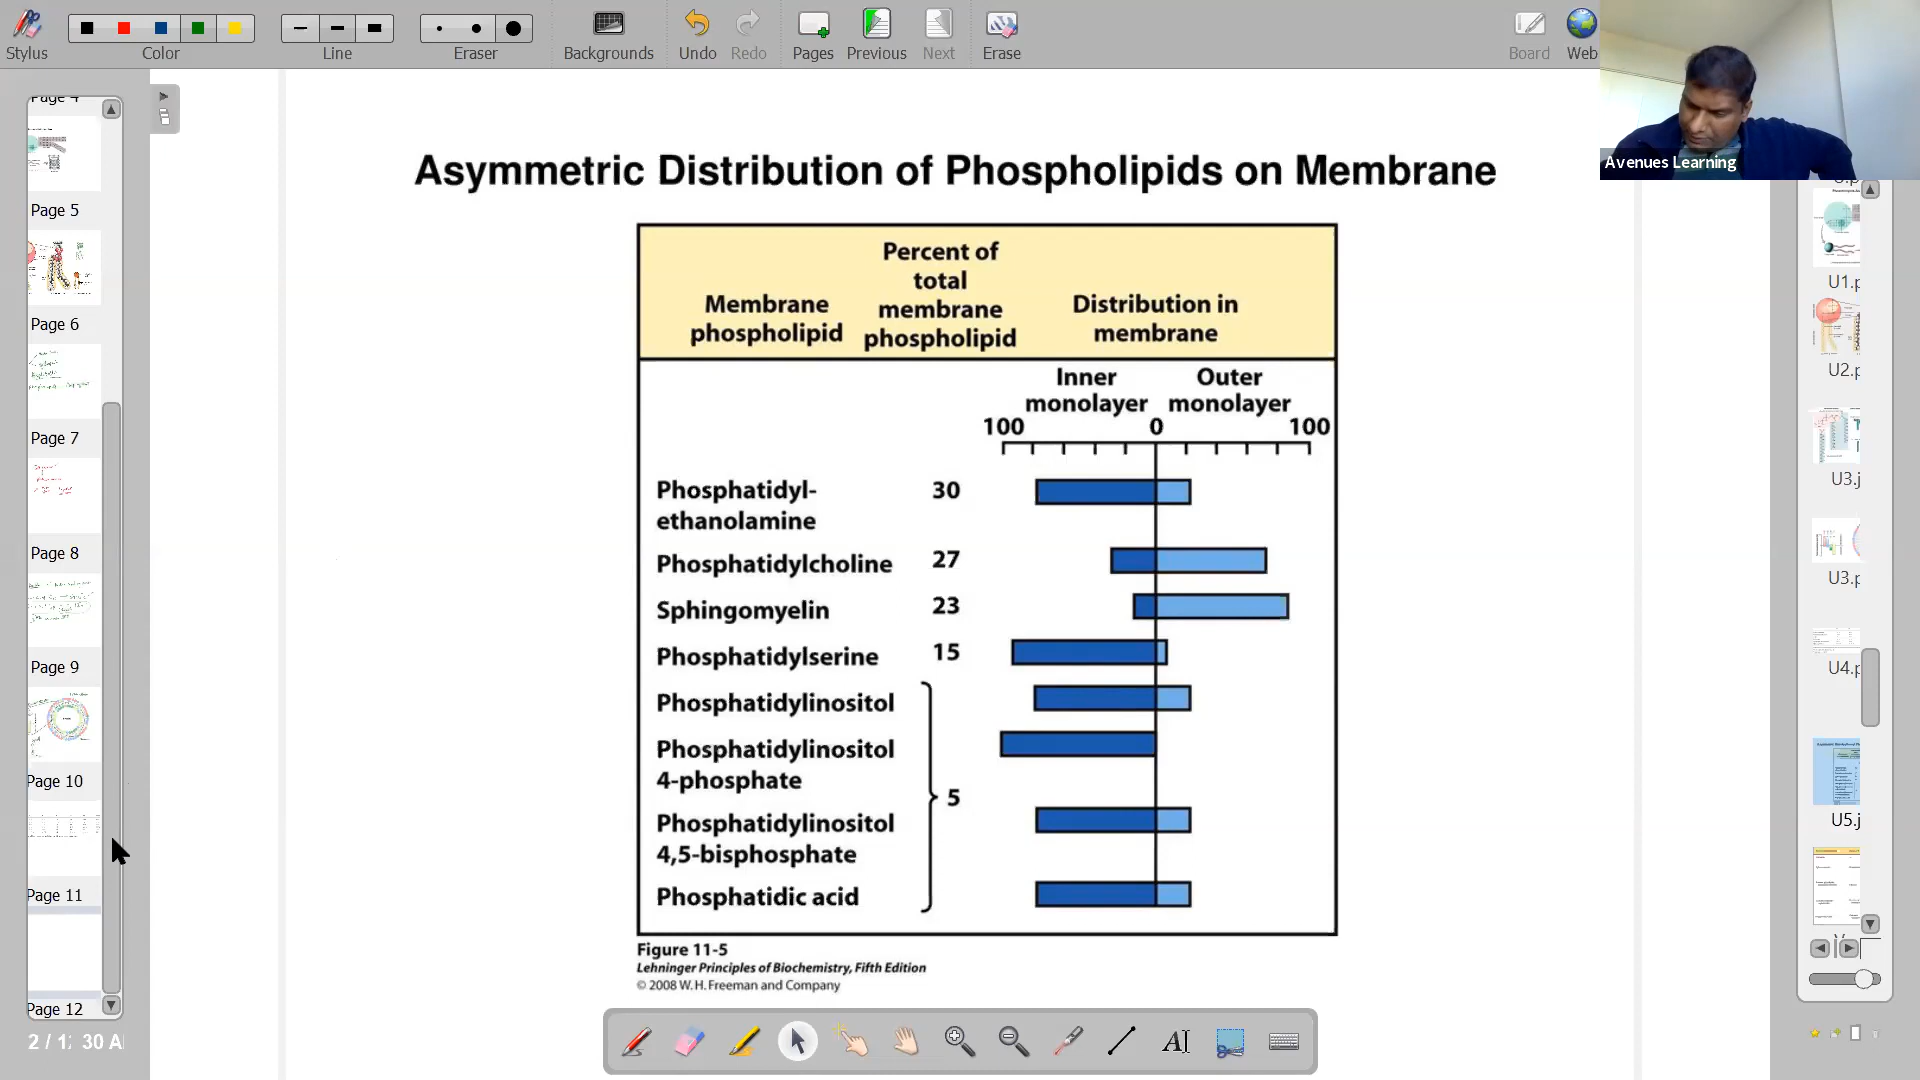 Stylus
Color
Line
Eraser
Backgrounds
Undo
Redo
Pages
Previous
Next
Erase
Board
Web
Avenues Learning
Page 4
Page 5
Page 6
Page 7
Page 8
Page 9
Page 10
Page 11
Page 12
Asymmetric Distribution of Phospholipids on Membrane
Membrane
phospholipid
Percent of
total
membrane
phospholipid
Distribution in
membrane
Inner
monolayer
Outer
monolayer
100 0 100
Phosphatidyl-
ethanolamine
30
Phosphatidylcholine 27
Sphingomyelin 23
Phosphatidylserine 15
Phosphatidylinositol
Phosphatidylinositol
4-phosphate
Phosphatidylinositol
4,5-bisphosphate
Phosphatidic acid
5
Figure 11-5
Lehninger Principles of Biochemistry, Fifth Edition
© 2008 W. H. Freeman and Company
U1.p
U2.p
U3.j
U3.p
U4.p
U5.j
AI